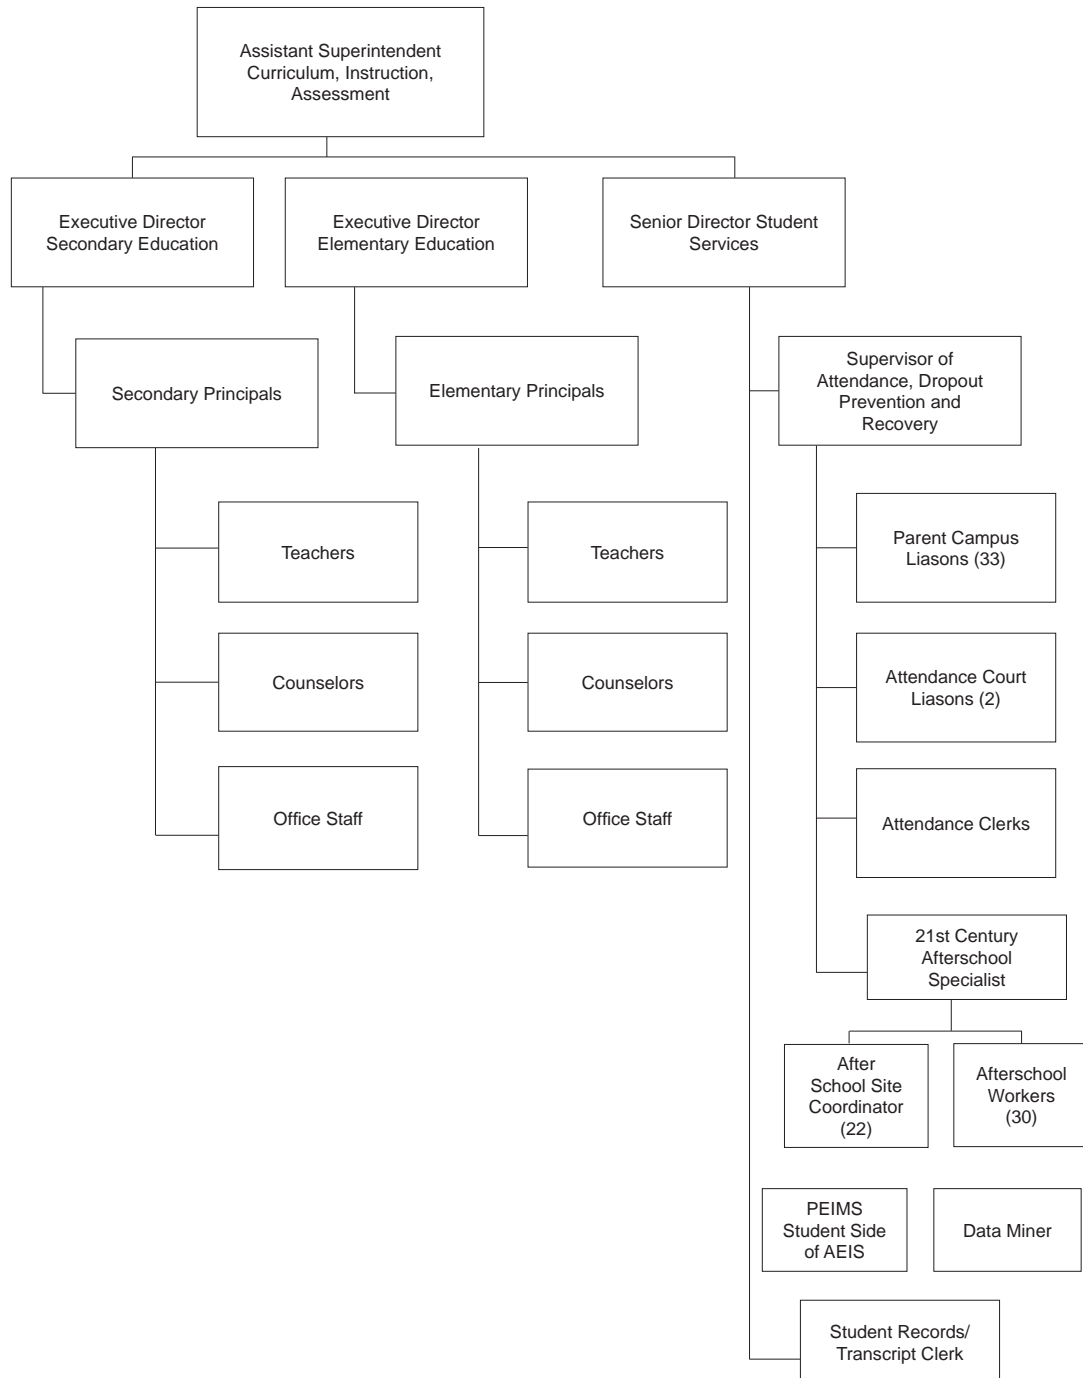 Assistant Superintendent
Curriculum, Instruction,
Assessment
Executive Director
Secondary Education
Executive Director
Elementary Education
Senior Director Student
Services
Secondary Principals
Elementary Principals
Supervisor of
Attendance, Dropout
Prevention and
Recovery
Teachers
Teachers
Parent Campus
Liasons (33)
Counselors
Counselors
Attendance Court
Liasons (2)
Office Staff
Office Staff
Attendance Clerks
21st Century
Afterschool
Specialist
After
School Site
Coordinator
(22)
Afterschool
Workers
(30)
PEIMS
Student Side
of AEIS
Data Miner
Student Records/
Transcript Clerk